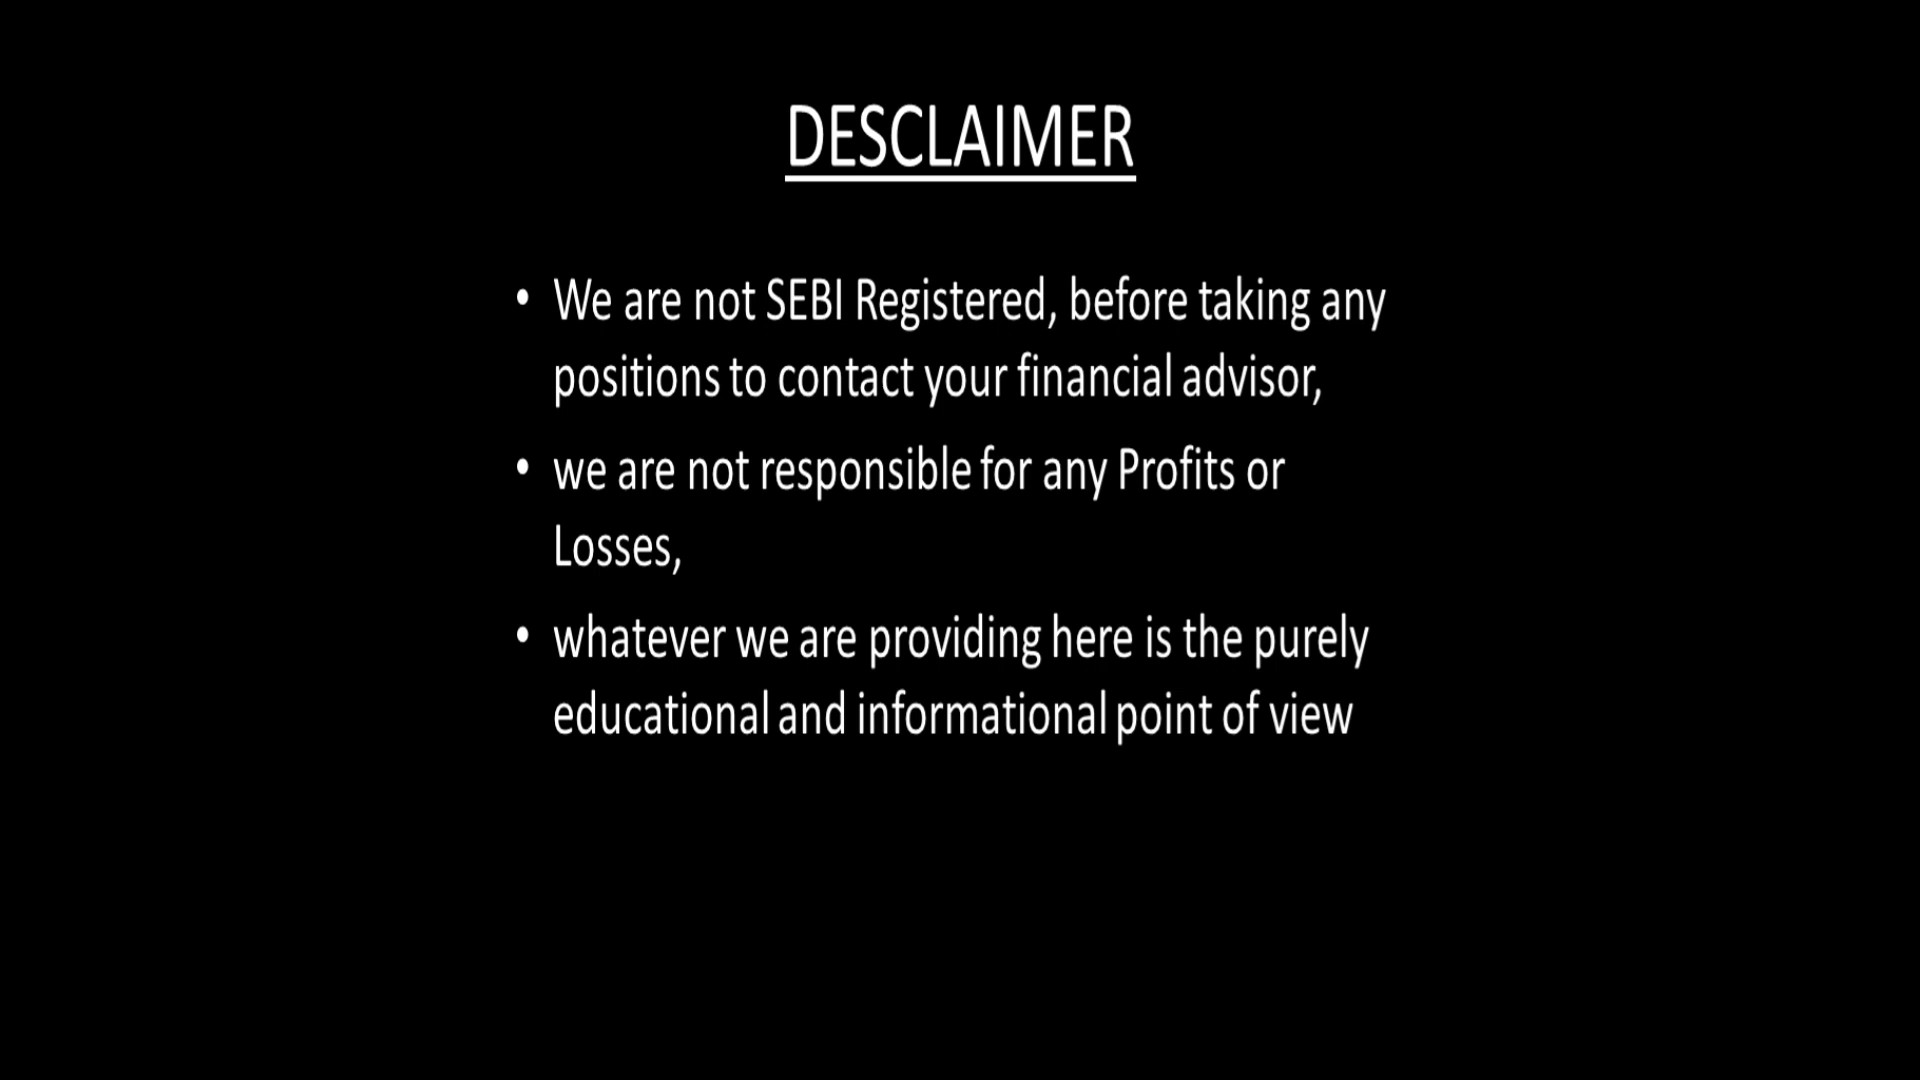 DESCLAIMER
• We are not SEBI Registered, before taking any
positions to contact your financial advisor,
• we are not responsible for any Profits or
Losses,
• whatever we are providing here is the purely
educational and informational point of view